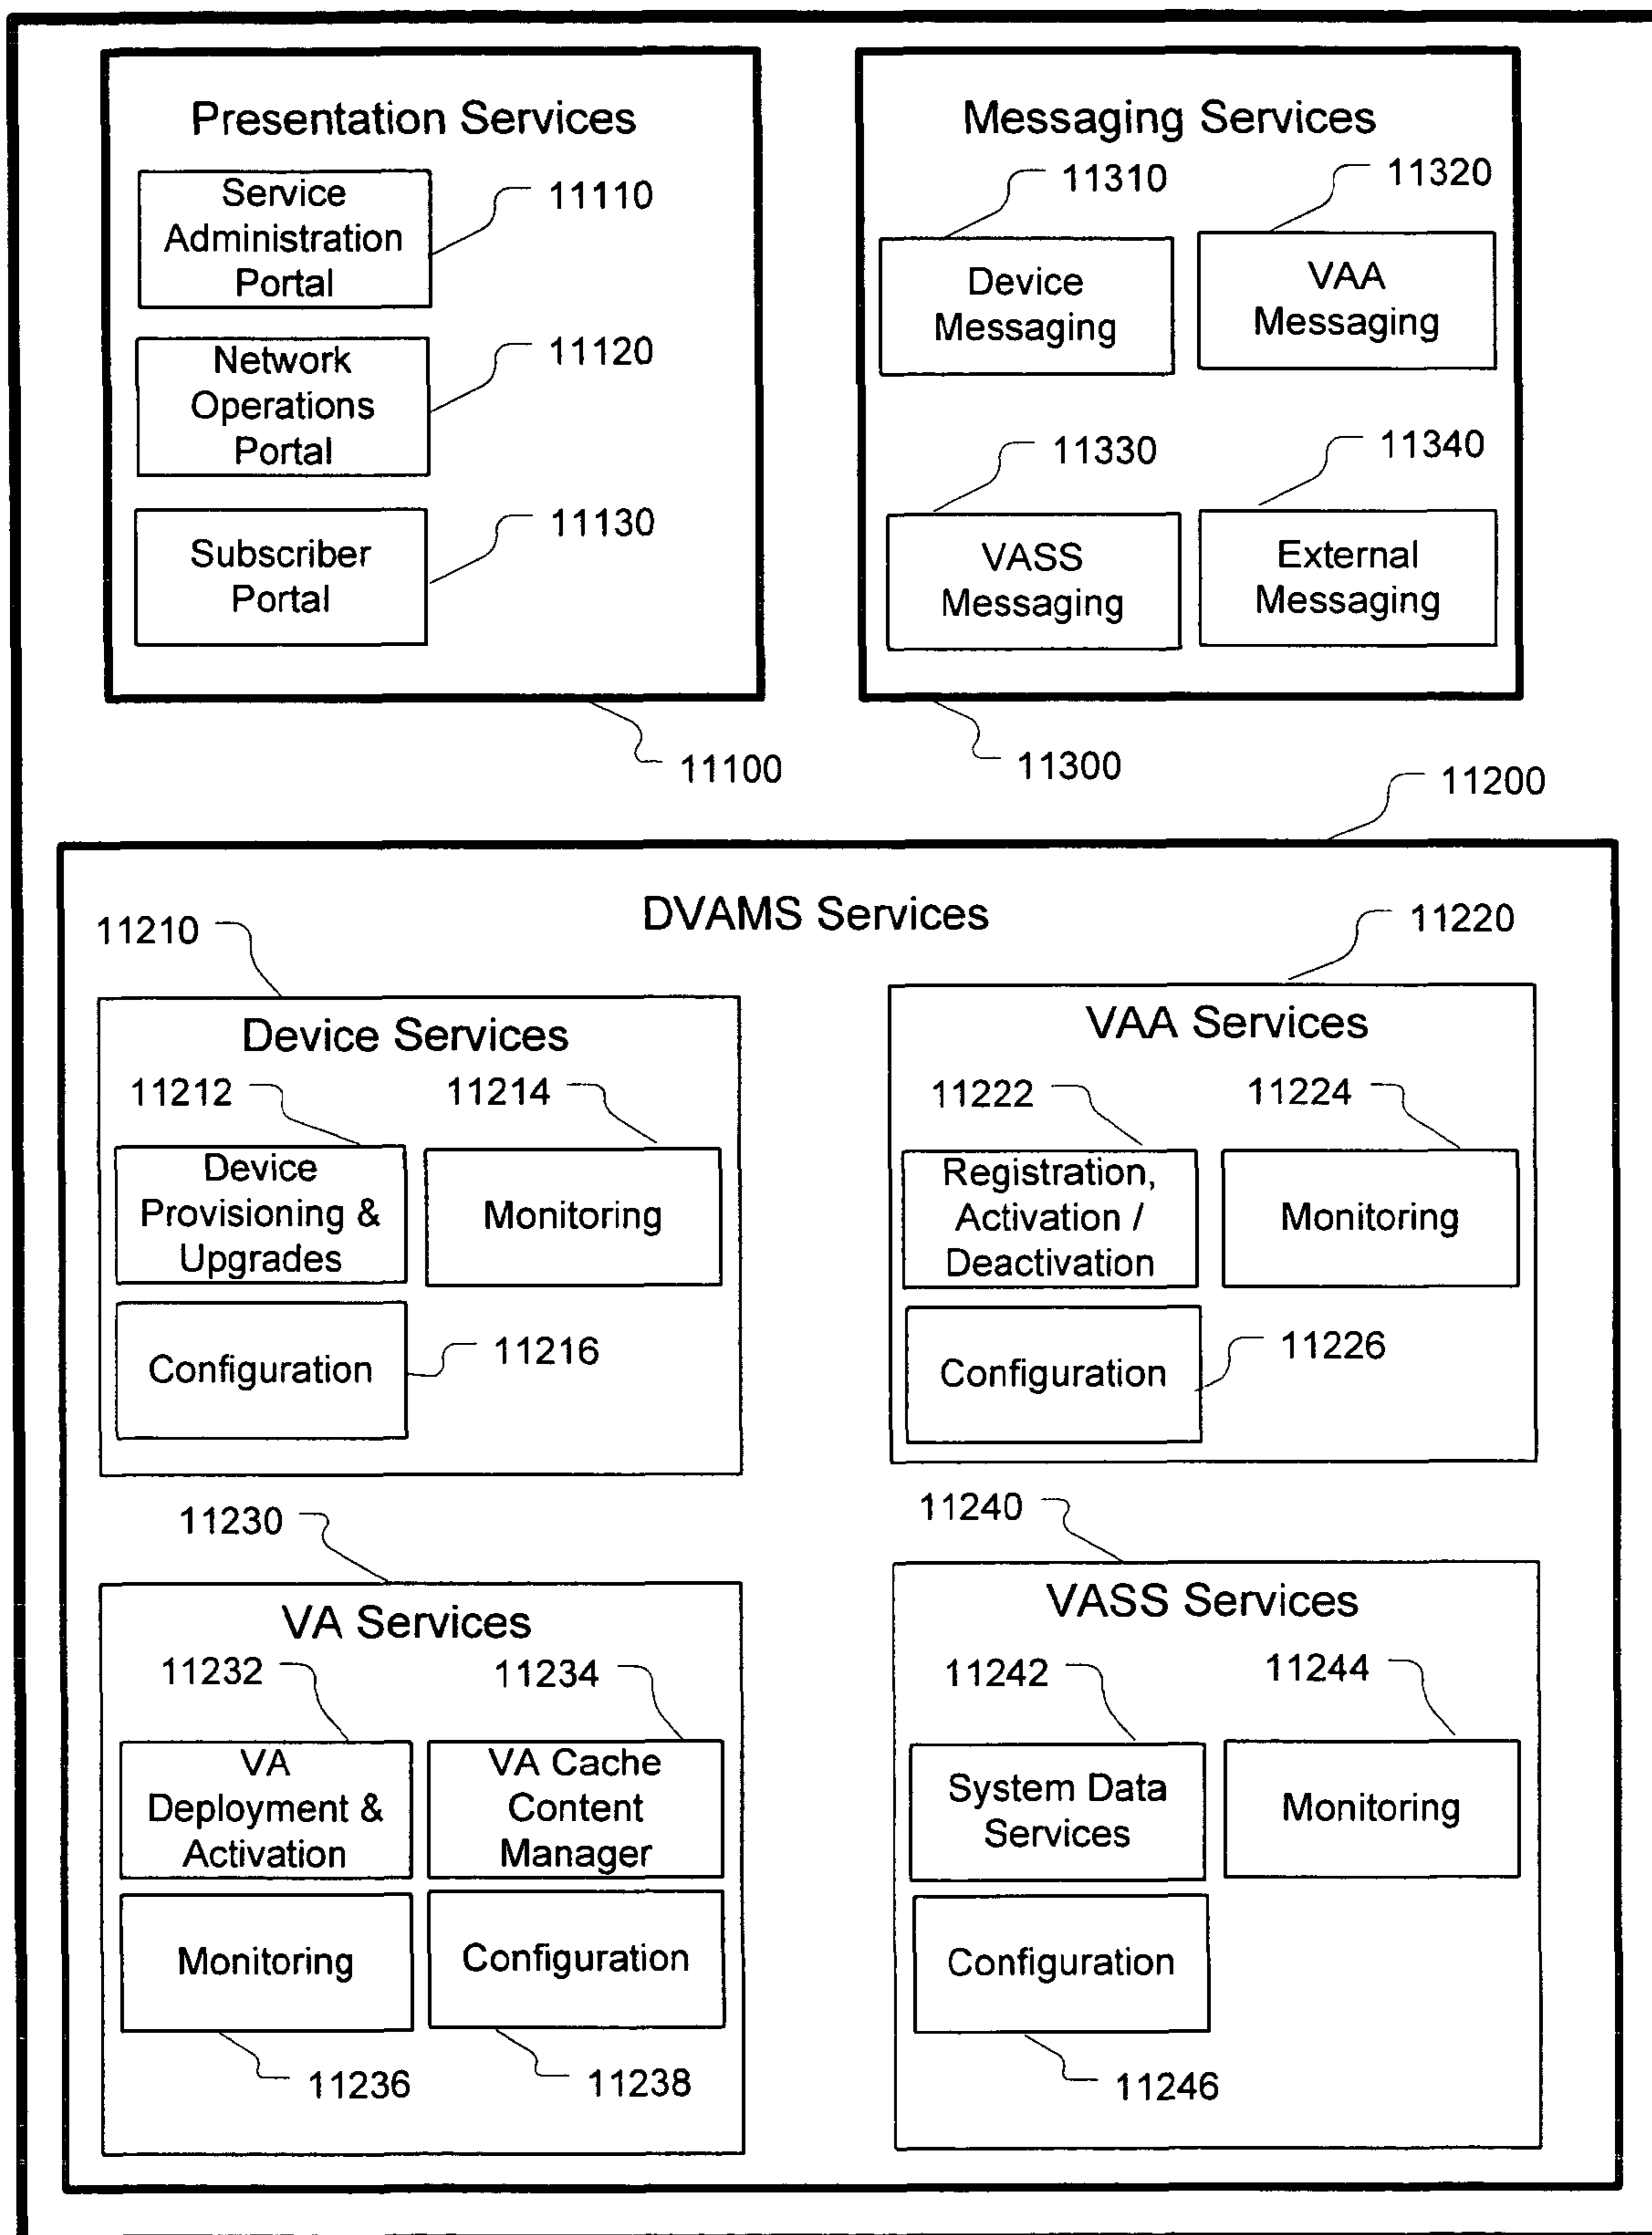 Presentation Services
Service
Administration
Portal
11110
Network
Operations
Portal
11120
Subscriber
Portal
11130
11100
Messaging Services
11310
11320
Device
Messaging
VAA
Messaging
11330
11340
VASS
Messaging
External
Messaging
11300
11200
DVAMS Services
11210
Device Services
11212
11214
Device
Provisioning &
Upgrades
Monitoring
Configuration
11216
11220
VAA Services
11222
11224
Registration,
Activation /
Deactivation
Monitoring
Configuration
11226
11230
VA Services
11232
11234
VA
Deployment &
Activation
VA Cache
Content
Manager
Monitoring
Configuration
11236
11238
11240
VASS Services
11242
11244
System Data
Services
Monitoring
Configuration
11246